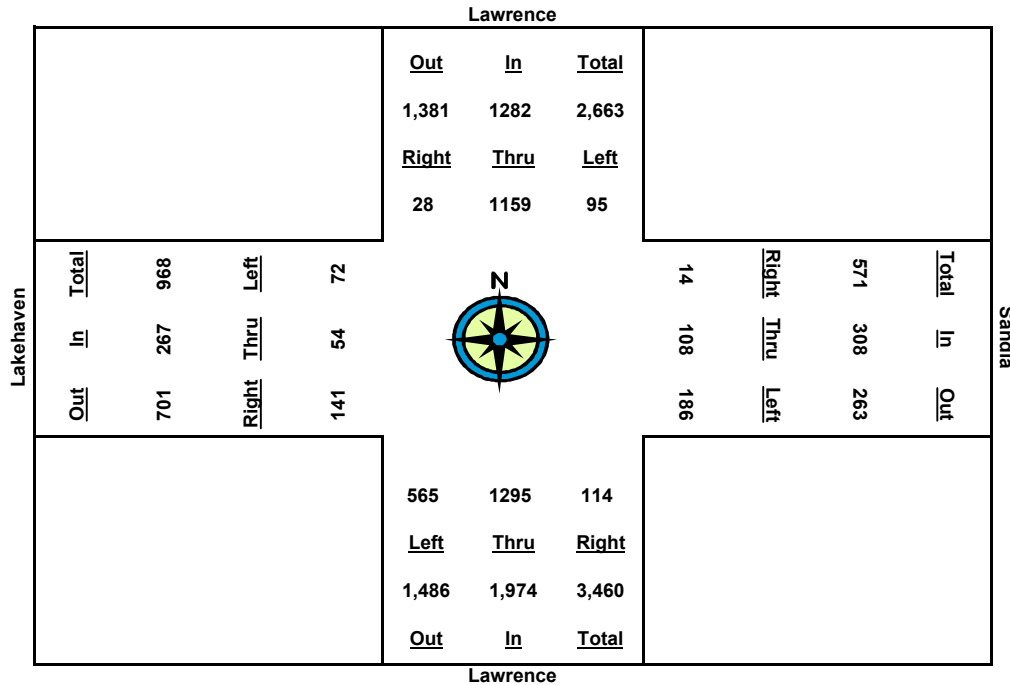 Lawrence
Out In Total
1,381 1282 2,663
Right Thru Left
28 1159 95
Lakehaven
Total 968 Left 72
In 267 Thru 54
Out 701 Right 141
N
14 Right 571 Total
108 Thru 308 In
186 Left 263 Out
Sandia
565 1295 114
Left Thru Right
1,486 1,974 3,460
Out In Total
Lawrence